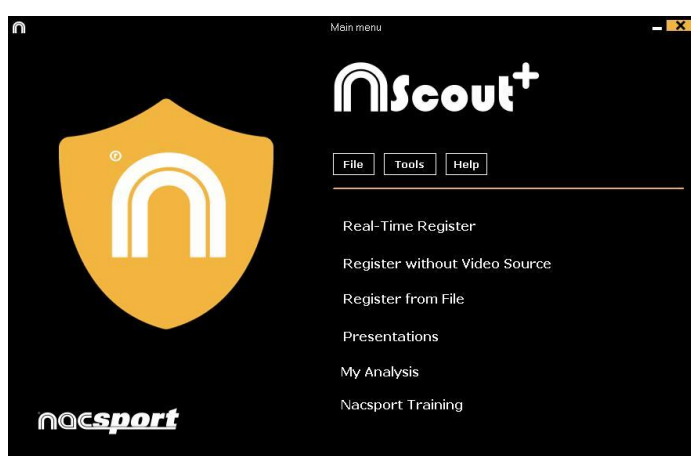 Main menu
nScout+
File Tools Help
Real-Time Register
Register without Video Source
Register from File
Presentations
My Analysis
Nacsport Training
nacsport